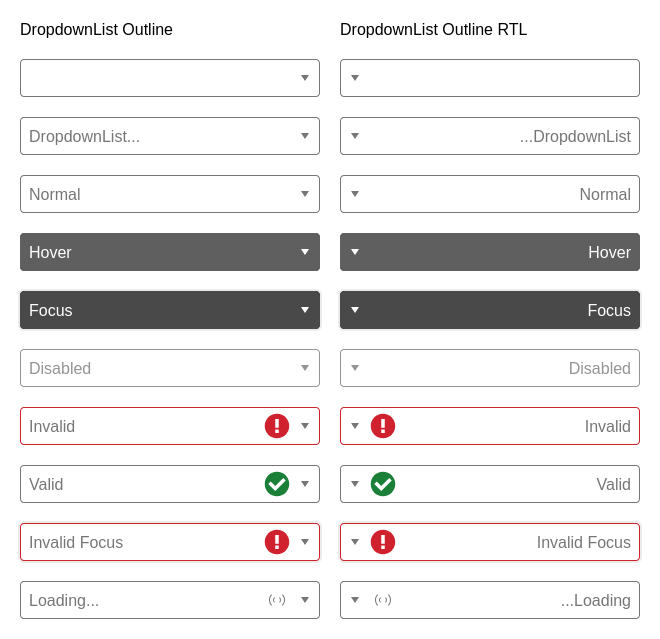 DropdownList Outline
DropdownList...
Normal
Hover
Focus
Disabled
Invalid
Valid
Invalid Focus
Loading...
DropdownList Outline RTL
...DropdownList
Normal
Hover
Focus
Disabled
Invalid
Valid
Invalid Focus
...Loading